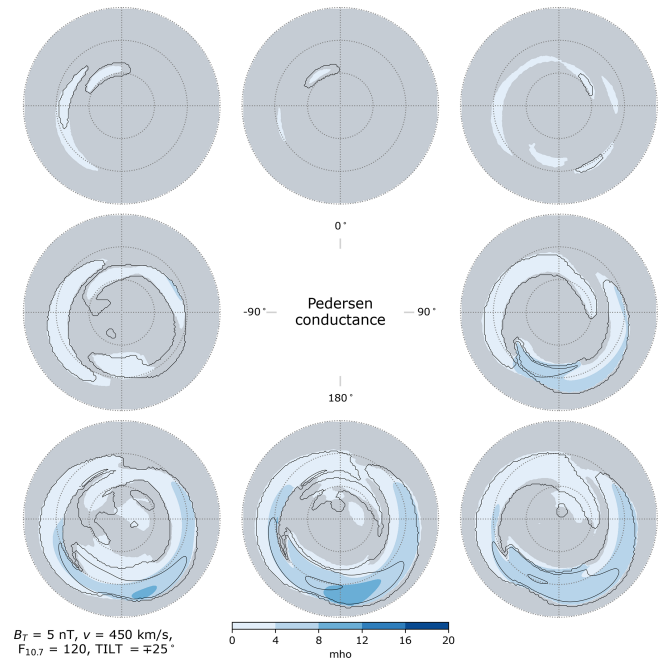 0°
-90°
Pedersen
conductance
90°
180°
B_T = 5 nT, v = 450 km/s,
F_10.7 = 120, TILT = ∓25°
0 4 8 12 16 20
mho